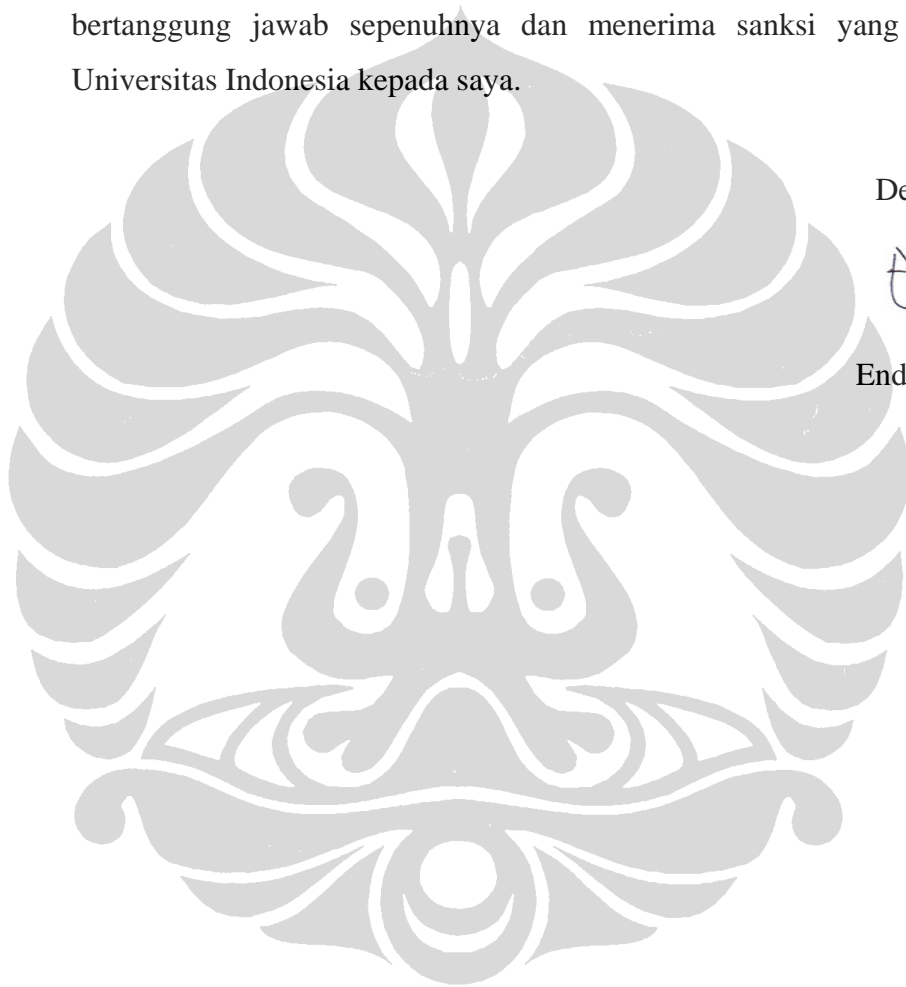 bertanggung jawab sepenuhnya dan menerima sanksi yang
Universitas Indonesia kepada saya.
De
End